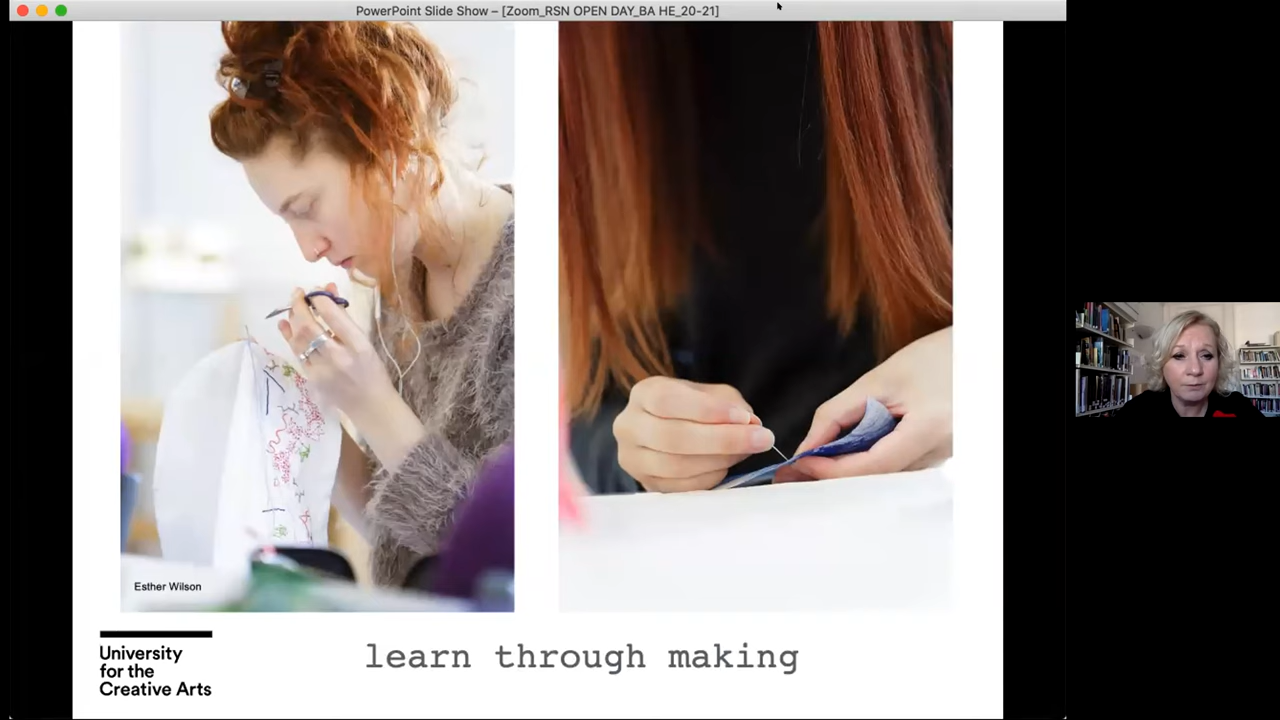 PowerPoint Slide Show – [Zoom_RSN OPEN DAY_BA HE_20-21]
Esther Wilson
University
for the
Creative Arts
learn through making